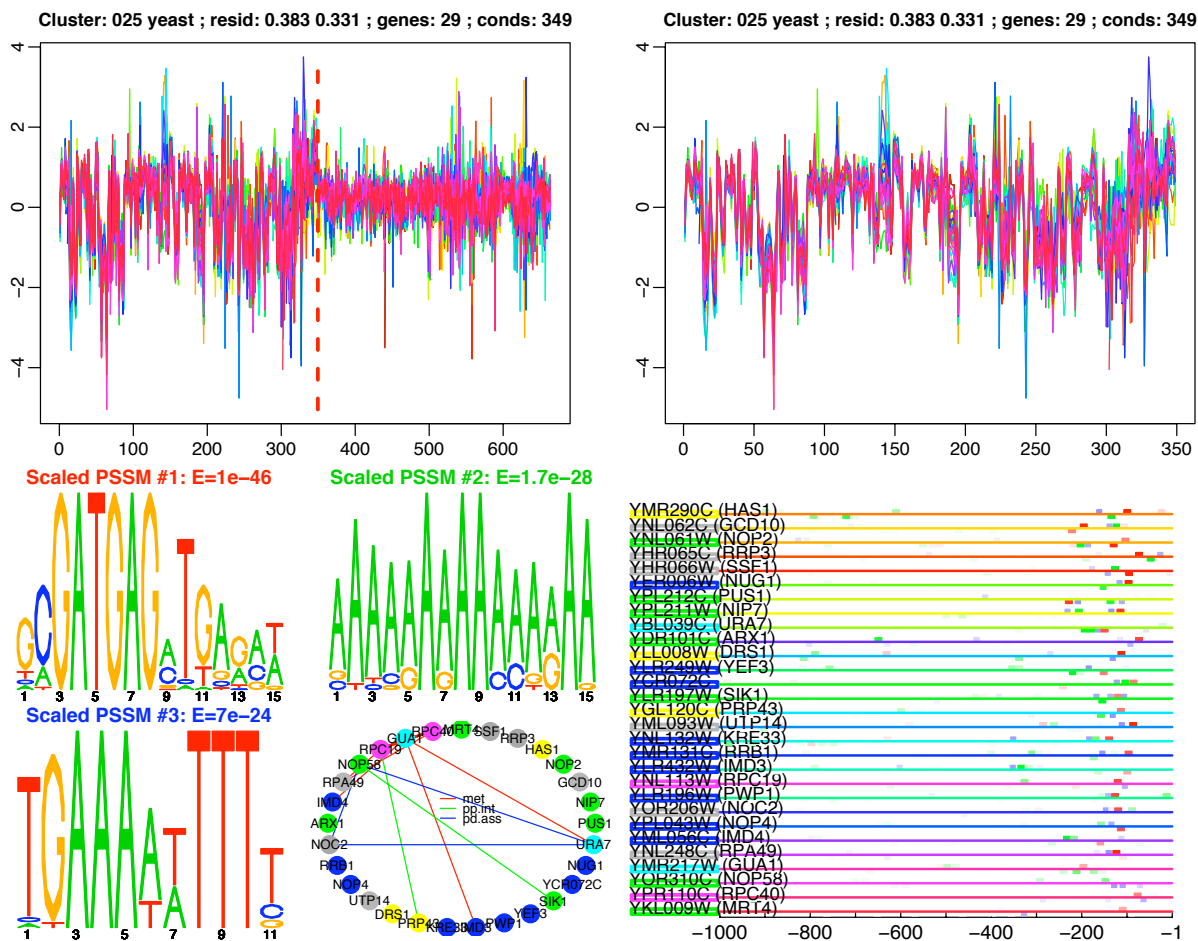 Cluster: 025 yeast ; resid: 0.383 0.331 ; genes: 29 ; conds: 349
Cluster: 025 yeast ; resid: 0.383 0.331 ; genes: 29 ; conds: 349
4
2
0
−2
−4
0 100 200 300 400 500 600
4
2
0
−2
−4
0 50 100 150 200 250 300 350
Scaled PSSM #1: E=1e−46
1 3 5 7 9 11 13 15
Scaled PSSM #2: E=1.7e−28
1 3 5 7 9 11 13 15
Scaled PSSM #3: E=7e−24
1 3 5 7 9 11
GUA1
RPC40
MRT4
SSF1
RRP3
HAS1
NOP2
GCD10
NIP7
PUS1
URA7
NUG1
YCR072C
SIK1
YEF3
PWP1
IMD3
KRE33
PRP43
DRS1
UTP14
NOP4
RRB1
NOC2
ARX1
IMD4
RPA49
NOP58
RPC19
met
pp.int
pd.ass
YMR290C (HAS1)
YNL062C (GCD10)
YNL061W (NOP2)
YHR065C (RRP3)
YHR066W (SSF1)
YER006W (NUG1)
YPL212C (PUS1)
YPL211W (NIP7)
YBL039C (URA7)
YDR101C (ARX1)
YLL008W (DRS1)
YLR249W (YEF3)
YCR072C
YLR197W (SIK1)
YGL120C (PRP43)
YML093W (UTP14)
YNL132W (KRE33)
YMR131C (RRB1)
YLR432W (IMD3)
YNL113W (RPC19)
YLR196W (PWP1)
YOR206W (NOC2)
YPL043W (NOP4)
YML056C (IMD4)
YNL248C (RPA49)
YMR217W (GUA1)
YOR310C (NOP58)
YPR110C (RPC40)
YKL009W (MRT4)
−1000 −800 −600 −400 −200 −1